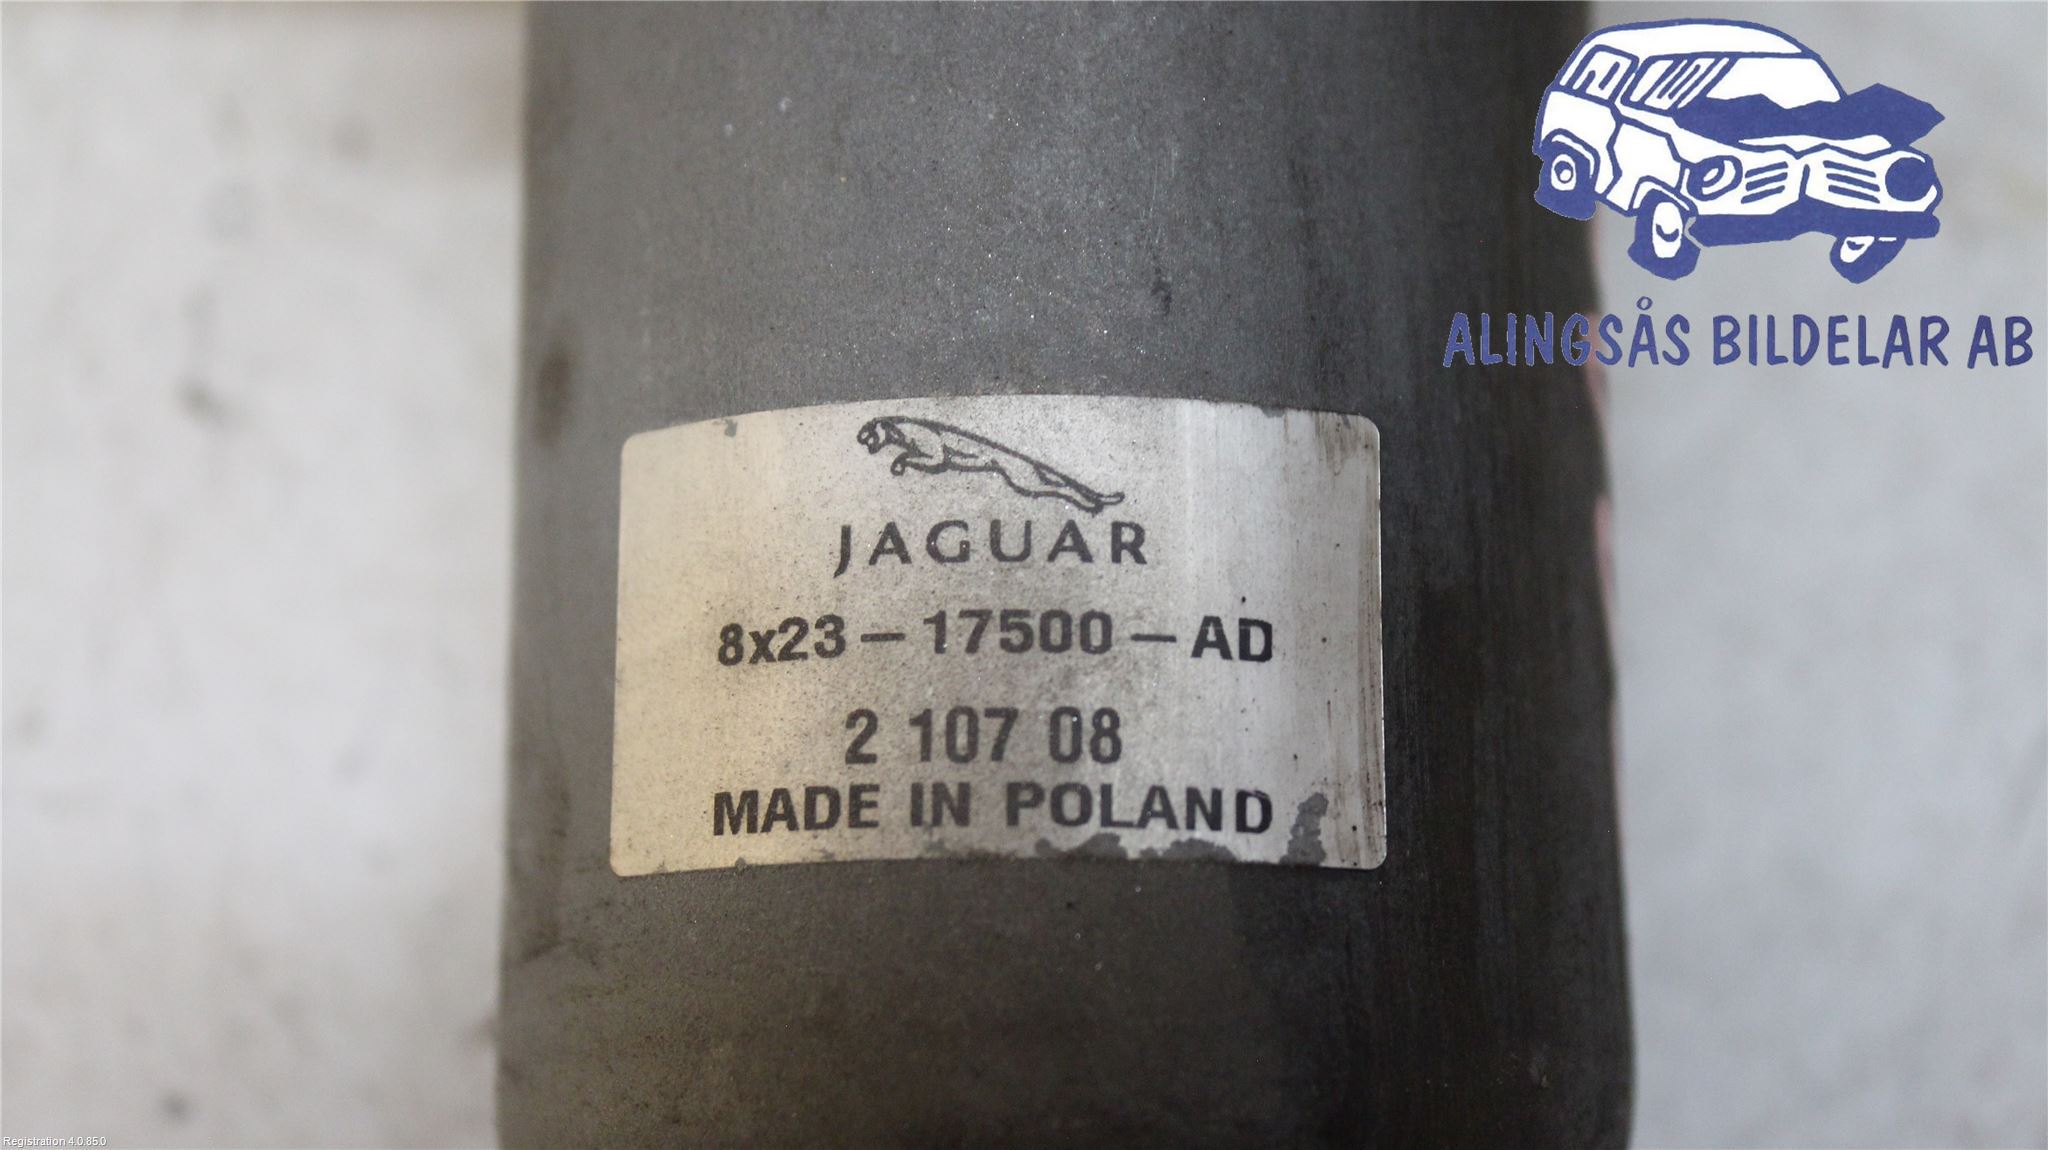 ALINGSÅS BILDELAR AB
JAGUAR
8x23-17500-AD
2 107 08
MADE IN POLAND
Registration 4.0.85.0